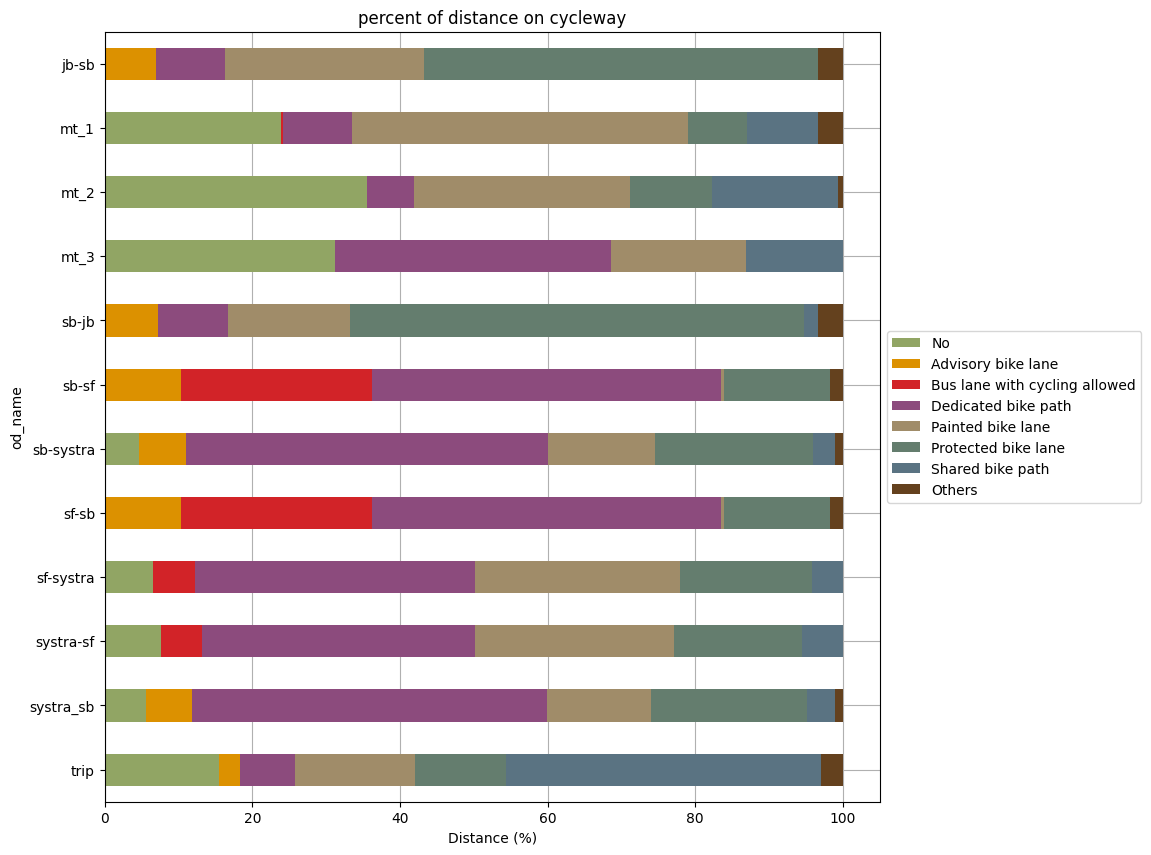 percent of distance on cycleway
jb-sb
mt_1
mt_2
mt_3
sb-jb
sb-sf
sb-systra
sf-sb
sf-systra
systra-sf
systra_sb
trip
od_name
0 20 40 60 80 100
Distance (%)
No
Advisory bike lane
Bus lane with cycling allowed
Dedicated bike path
Painted bike lane
Protected bike lane
Shared bike path
Others